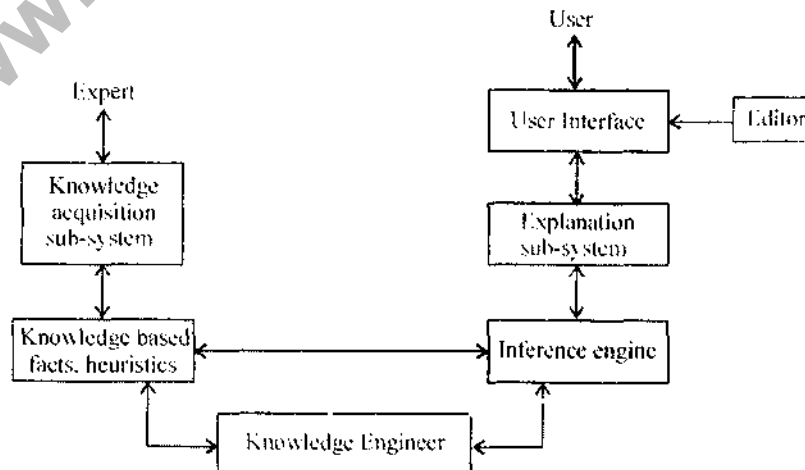 User
Expert
User Interface
Editor
Knowledge
acquisition
sub-system
Explanation
sub-system
Knowledge based
facts, heuristics
Inference engine
Knowledge Engineer